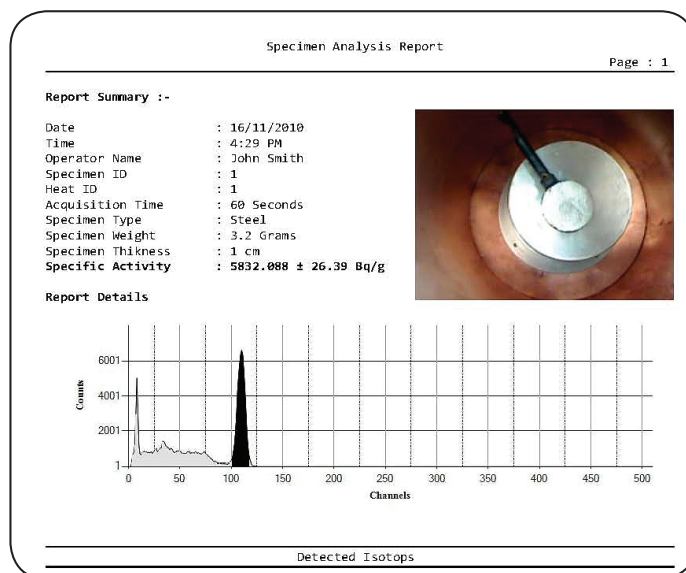 Specimen Analysis Report
Page : 1
Report Summary :-
Date : 16/11/2010
Time : 4:29 PM
Operator Name : John Smith
Specimen ID : 1
Heat ID : 1
Acquisition Time : 60 Seconds
Specimen Type : Steel
Specimen Weight : 3.2 Grams
Specimen Thikness : 1 cm
Specific Activity : 5832.088 ± 26.39 Bq/g
Report Details
Counts
6001
4001
2001
1
0 50 100 150 200 250 300 350 400 450 500
Channels
Detected Isotops